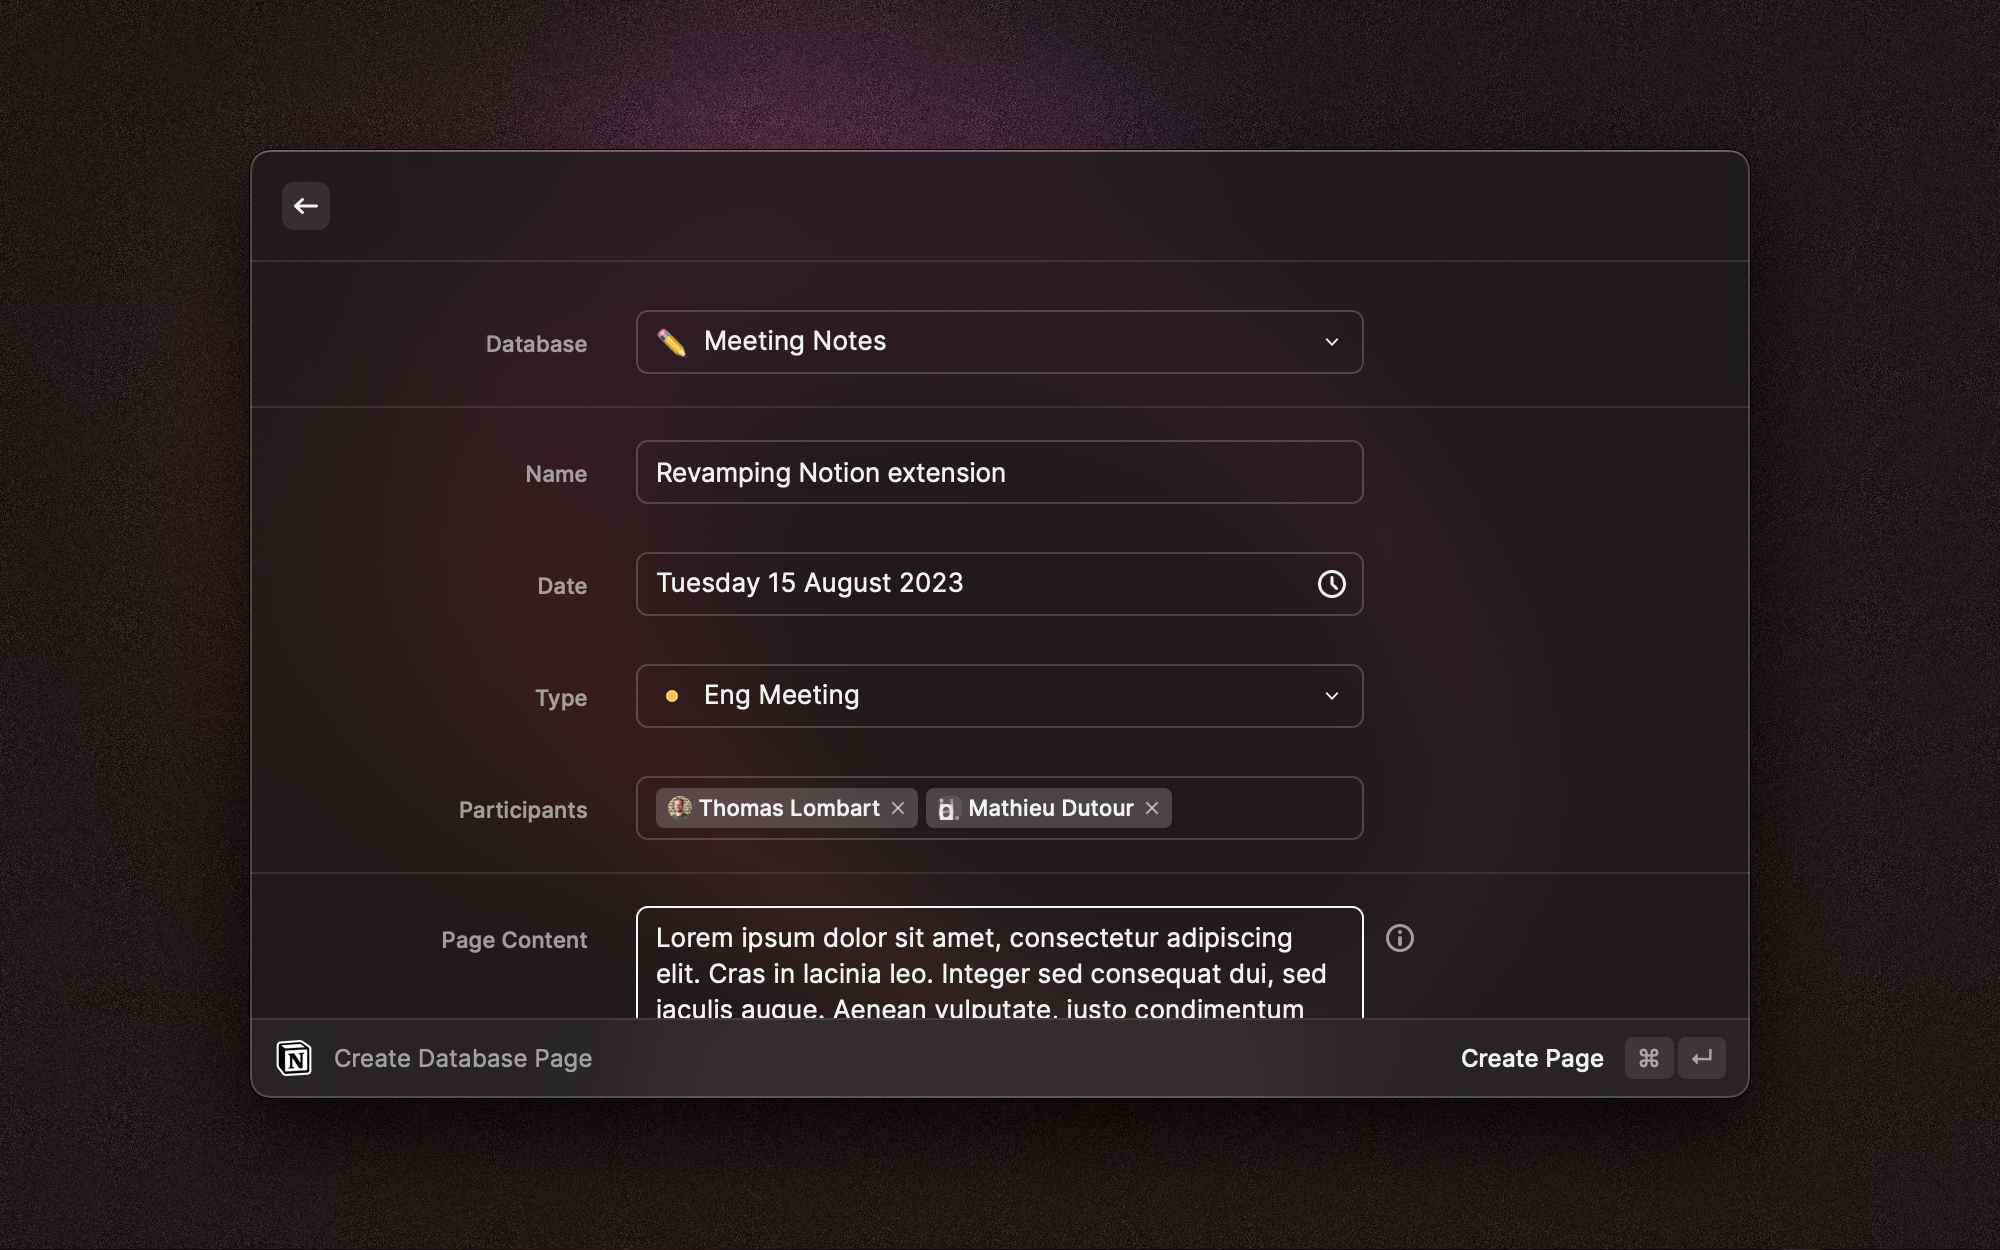 Database
Meeting Notes
Name
Revamping Notion extension
Date
Tuesday 15 August 2023
Type
Eng Meeting
Participants
Thomas Lombart
Mathieu Dutour
Page Content
Lorem ipsum dolor sit amet, consectetur adipiscing
elit. Cras in lacinia leo. Integer sed consequat dui, sed
iaculis augue. Aenean vulputate, justo condimentum
N Create Database Page
Create Page ⌘ ↵